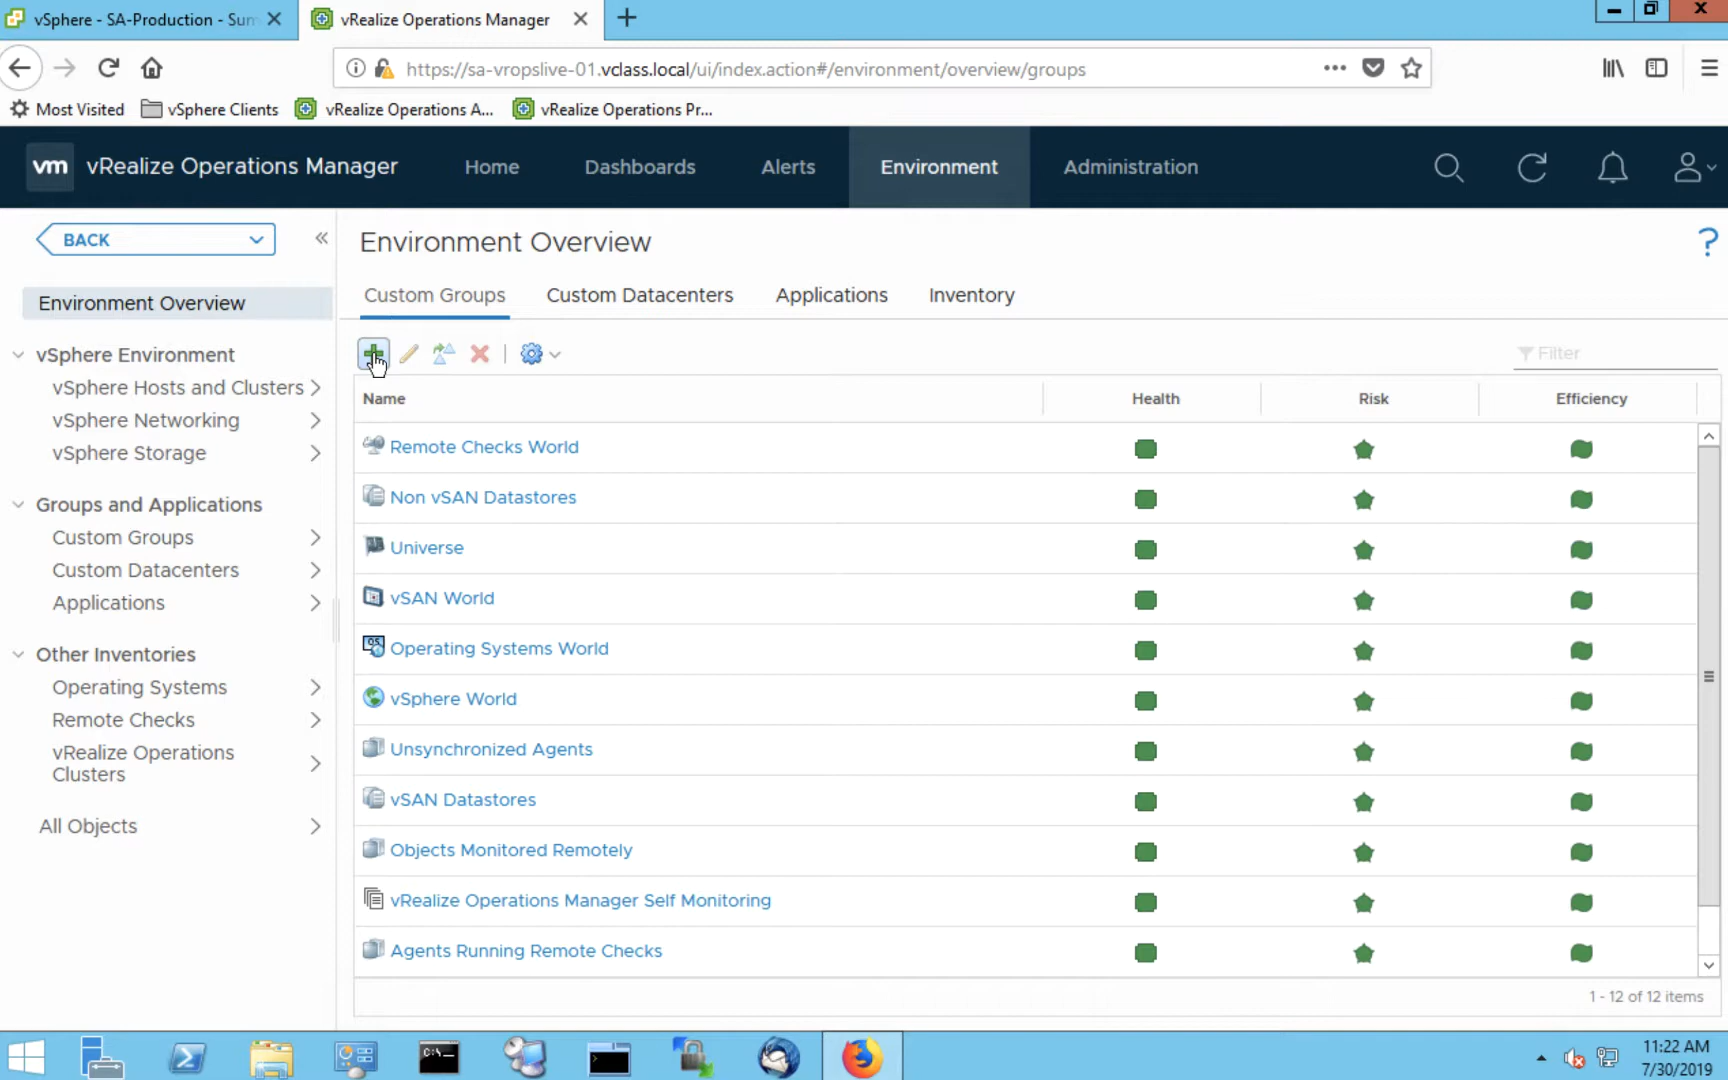 vSphere - SA-Production - Sum
vRealize Operations Manager
https://sa-vropslive-01.vclass.local/ui/index.action#/environment/overview/groups
Most Visited
vSphere Clients
vRealize Operations A...
vRealize Operations Pr...
vm
vRealize Operations Manager
Home
Dashboards
Alerts
Environment
Administration
BACK
Environment Overview
vSphere Environment
vSphere Hosts and Clusters
vSphere Networking
vSphere Storage
Groups and Applications
Custom Groups
Custom Datacenters
Applications
Other Inventories
Operating Systems
Remote Checks
vRealize Operations
Clusters
All Objects
Environment Overview
?
Custom Groups
Custom Datacenters
Applications
Inventory
Filter
Name
Health
Risk
Efficiency
Remote Checks World
Non vSAN Datastores
Universe
vSAN World
Operating Systems World
vSphere World
Unsynchronized Agents
vSAN Datastores
Objects Monitored Remotely
vRealize Operations Manager Self Monitoring
Agents Running Remote Checks
1 - 12 of 12 items
11:22 AM
7/30/2019